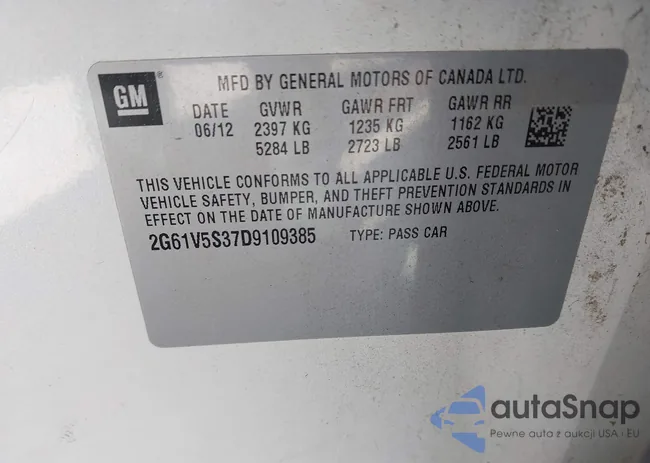 GM
MFD BY GENERAL MOTORS OF CANADA LTD.
DATE GVWR GAWR FRT GAWR RR
06/12 2397 KG 1235 KG 1162 KG
5284 LB 2723 LB 2561 LB
THIS VEHICLE CONFORMS TO ALL APPLICABLE U.S. FEDERAL MOTOR
VEHICLE SAFETY, BUMPER, AND THEFT PREVENTION STANDARDS IN
EFFECT ON THE DATE OF MANUFACTURE SHOWN ABOVE.
2G61V5S37D9109385 TYPE: PASS CAR
autaSnap
Pewne auta z aukcji USA i EU